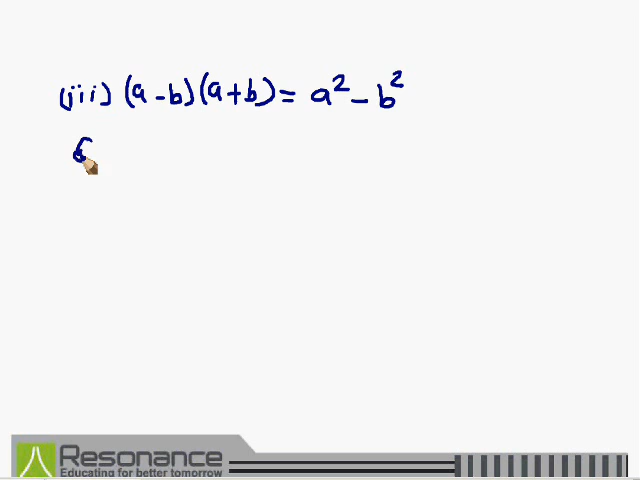 (iii) (a - b) (a + b) = a² - b²
Resonance
Educating for better tomorrow